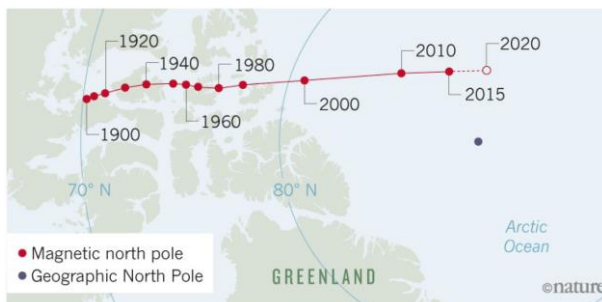 1920
1940
1980
2010
2020
1900
1960
2000
2015
70° N
80° N
Arctic
Ocean
Magnetic north pole
Geographic North Pole
GREENLAND
©nature